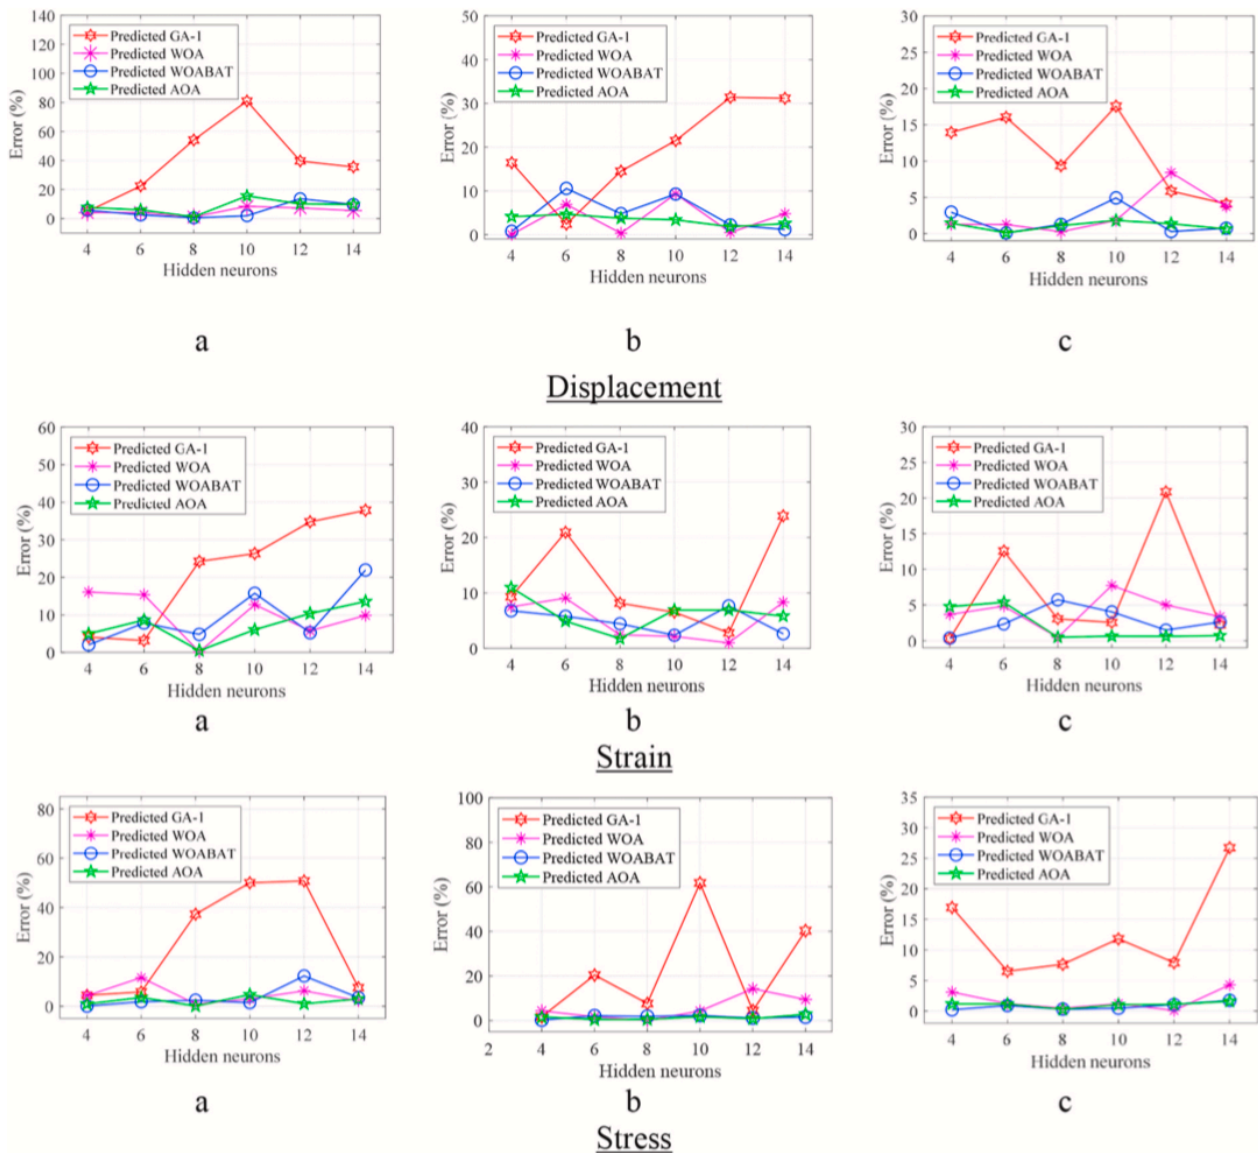 140
120
100
80
60
40
20
0
Error (%)
Predicted GA-1
Predicted WOA
Predicted WOABAT
Predicted AOA
4 6 8 10 12 14
Hidden neurons
a
50
40
30
20
10
0
Error (%)
Predicted GA-1
Predicted WOA
Predicted WOABAT
Predicted AOA
4 6 8 10 12 14
Hidden neurons
b
30
25
20
15
10
5
0
Error (%)
Predicted GA-1
Predicted WOA
Predicted WOABAT
Predicted AOA
4 6 8 10 12 14
Hidden neurons
c
Displacement
60
50
40
30
20
10
0
Error (%)
Predicted GA-1
Predicted WOA
Predicted WOABAT
Predicted AOA
4 6 8 10 12 14
Hidden neurons
a
40
30
20
10
0
Error (%)
Predicted GA-1
Predicted WOA
Predicted WOABAT
Predicted AOA
4 6 8 10 12 14
Hidden neurons
b
30
25
20
15
10
5
0
Error (%)
Predicted GA-1
Predicted WOA
Predicted WOABAT
Predicted AOA
4 6 8 10 12 14
Hidden neurons
c
Strain
80
60
40
20
0
Error (%)
Predicted GA-1
Predicted WOA
Predicted WOABAT
Predicted AOA
4 6 8 10 12 14
Hidden neurons
a
100
80
60
40
20
0
Error (%)
Predicted GA-1
Predicted WOA
Predicted WOABAT
Predicted AOA
2 4 6 8 10 12 14
Hidden neurons
b
35
30
25
20
15
10
5
0
Error (%)
Predicted GA-1
Predicted WOA
Predicted WOABAT
Predicted AOA
4 6 8 10 12 14
Hidden neurons
c
Stress